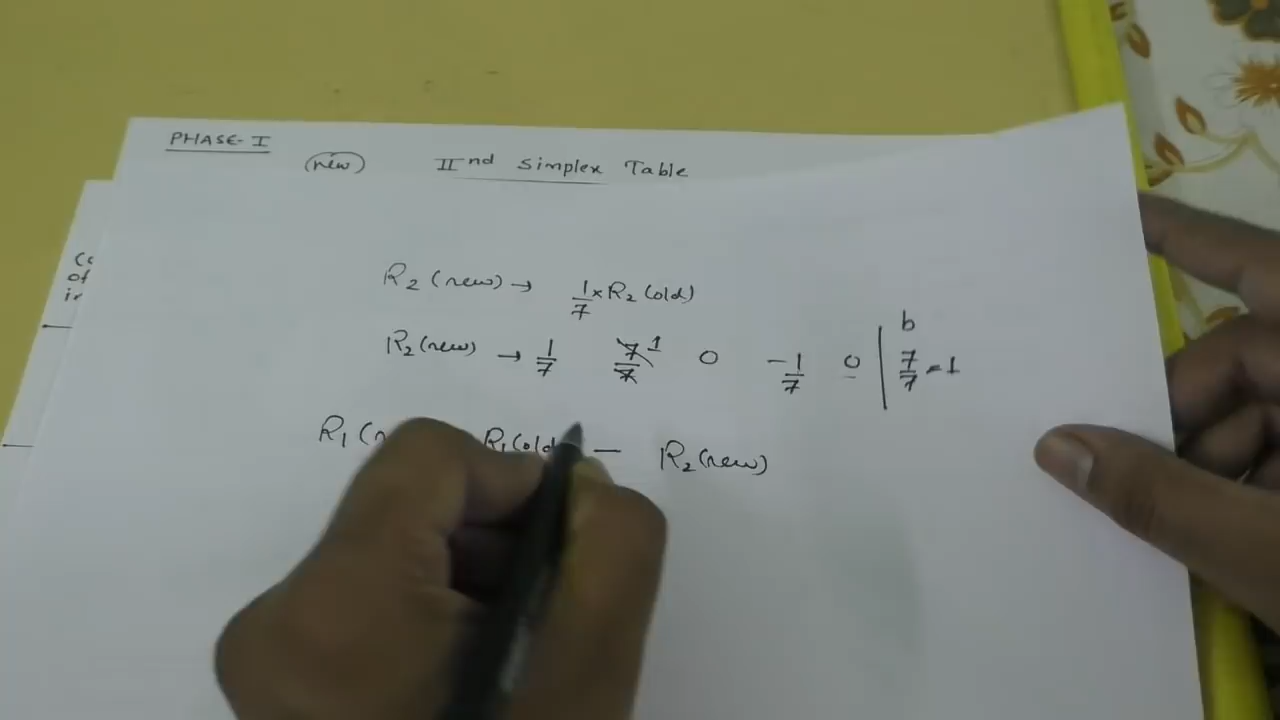 PHASE-I
(new) IInd Simplex Table
R2 (new) → 1/7 × R2 (old)
b
R2 (new) → 1/7 7/7 1 0 -1/7 0 | 7/7 = 1
R1 ( R1 (old — R2 (new)
of